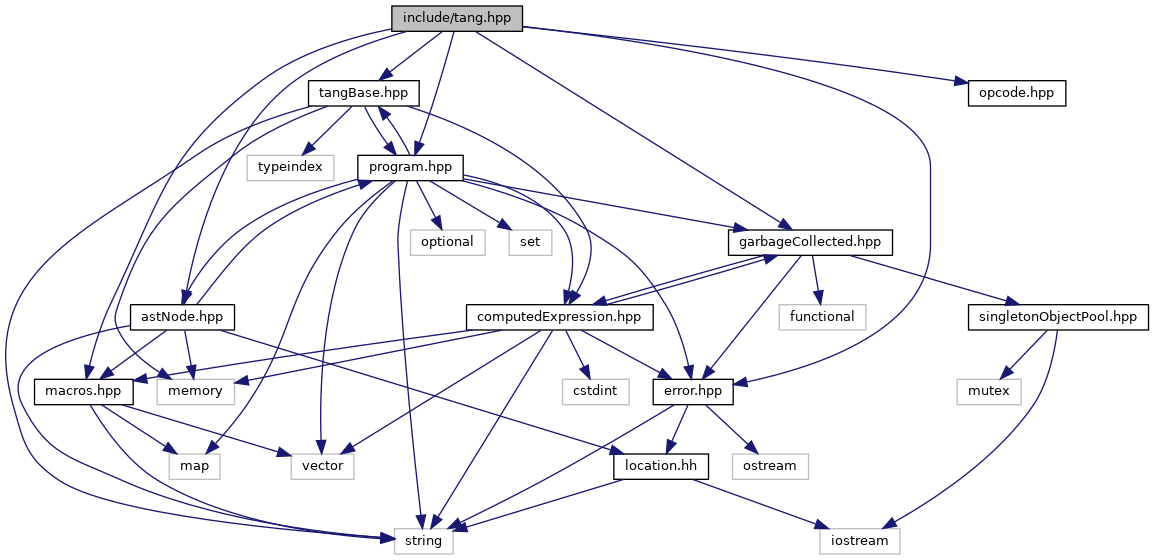 include/tang.hpp
tangBase.hpp
opcode.hpp
typeindex
program.hpp
optional
set
garbageCollected.hpp
astNode.hpp
computedExpression.hpp
functional
singletonObjectPool.hpp
macros.hpp
memory
cstdint
error.hpp
mutex
map
vector
location.hh
ostream
string
iostream